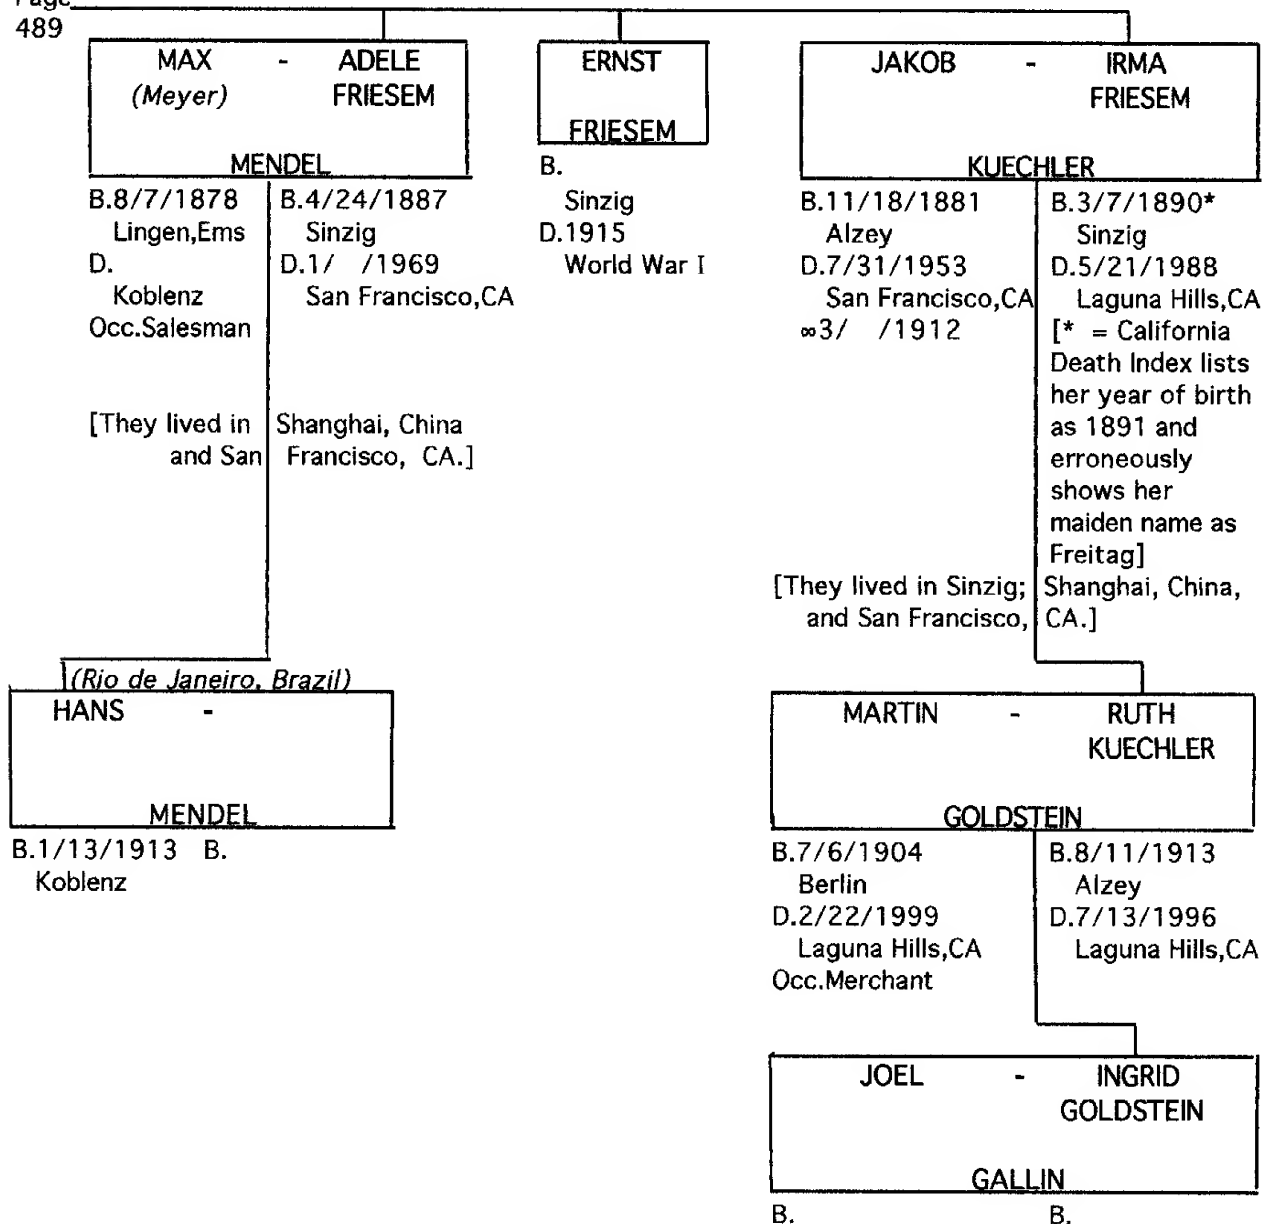 Page
489
MAX - ADELE
(Meyer) FRIESEM
MENDEL
B.8/7/1878 B.4/24/1887
Lingen,Ems Sinzig
D. D.1/ /1969
Koblenz San Francisco,CA
Occ.Salesman
[They lived in Shanghai, China
and San Francisco, CA.]
ERNST
FRIESEM
B.
Sinzig
D.1915
World War I
JAKOB - IRMA
FRIESEM
KUECHLER
B.11/18/1881 B.3/7/1890*
Alzey Sinzig
D.7/31/1953 D.5/21/1988
San Francisco,CA Laguna Hills,CA
∞3/ /1912 [* = California
Death Index lists
her year of birth
as 1891 and
erroneously
shows her
maiden name as
Freitag]
[They lived in Sinzig; Shanghai, China,
and San Francisco, CA.]
(Rio de Janeiro, Brazil)
HANS -
MENDEL
B.1/13/1913 B.
Koblenz
MARTIN - RUTH
KUECHLER
GOLDSTEIN
B.7/6/1904 B.8/11/1913
Berlin Alzey
D.2/22/1999 D.7/13/1996
Laguna Hills,CA Laguna Hills,CA
Occ.Merchant
JOEL - INGRID
GOLDSTEIN
GALLIN
B. B.